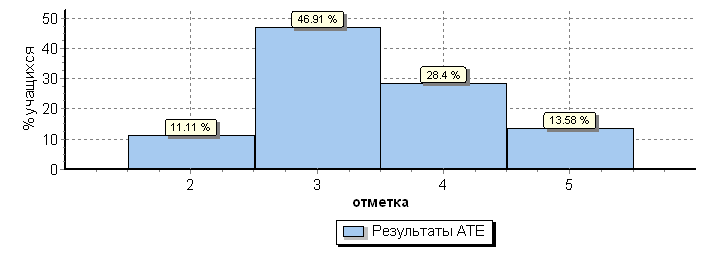 % учащихся
50
40
30
20
10
0
11.11 %
46.91 %
28.4 %
13.58 %
2 3 4 5
отметка
Результаты АТЕ